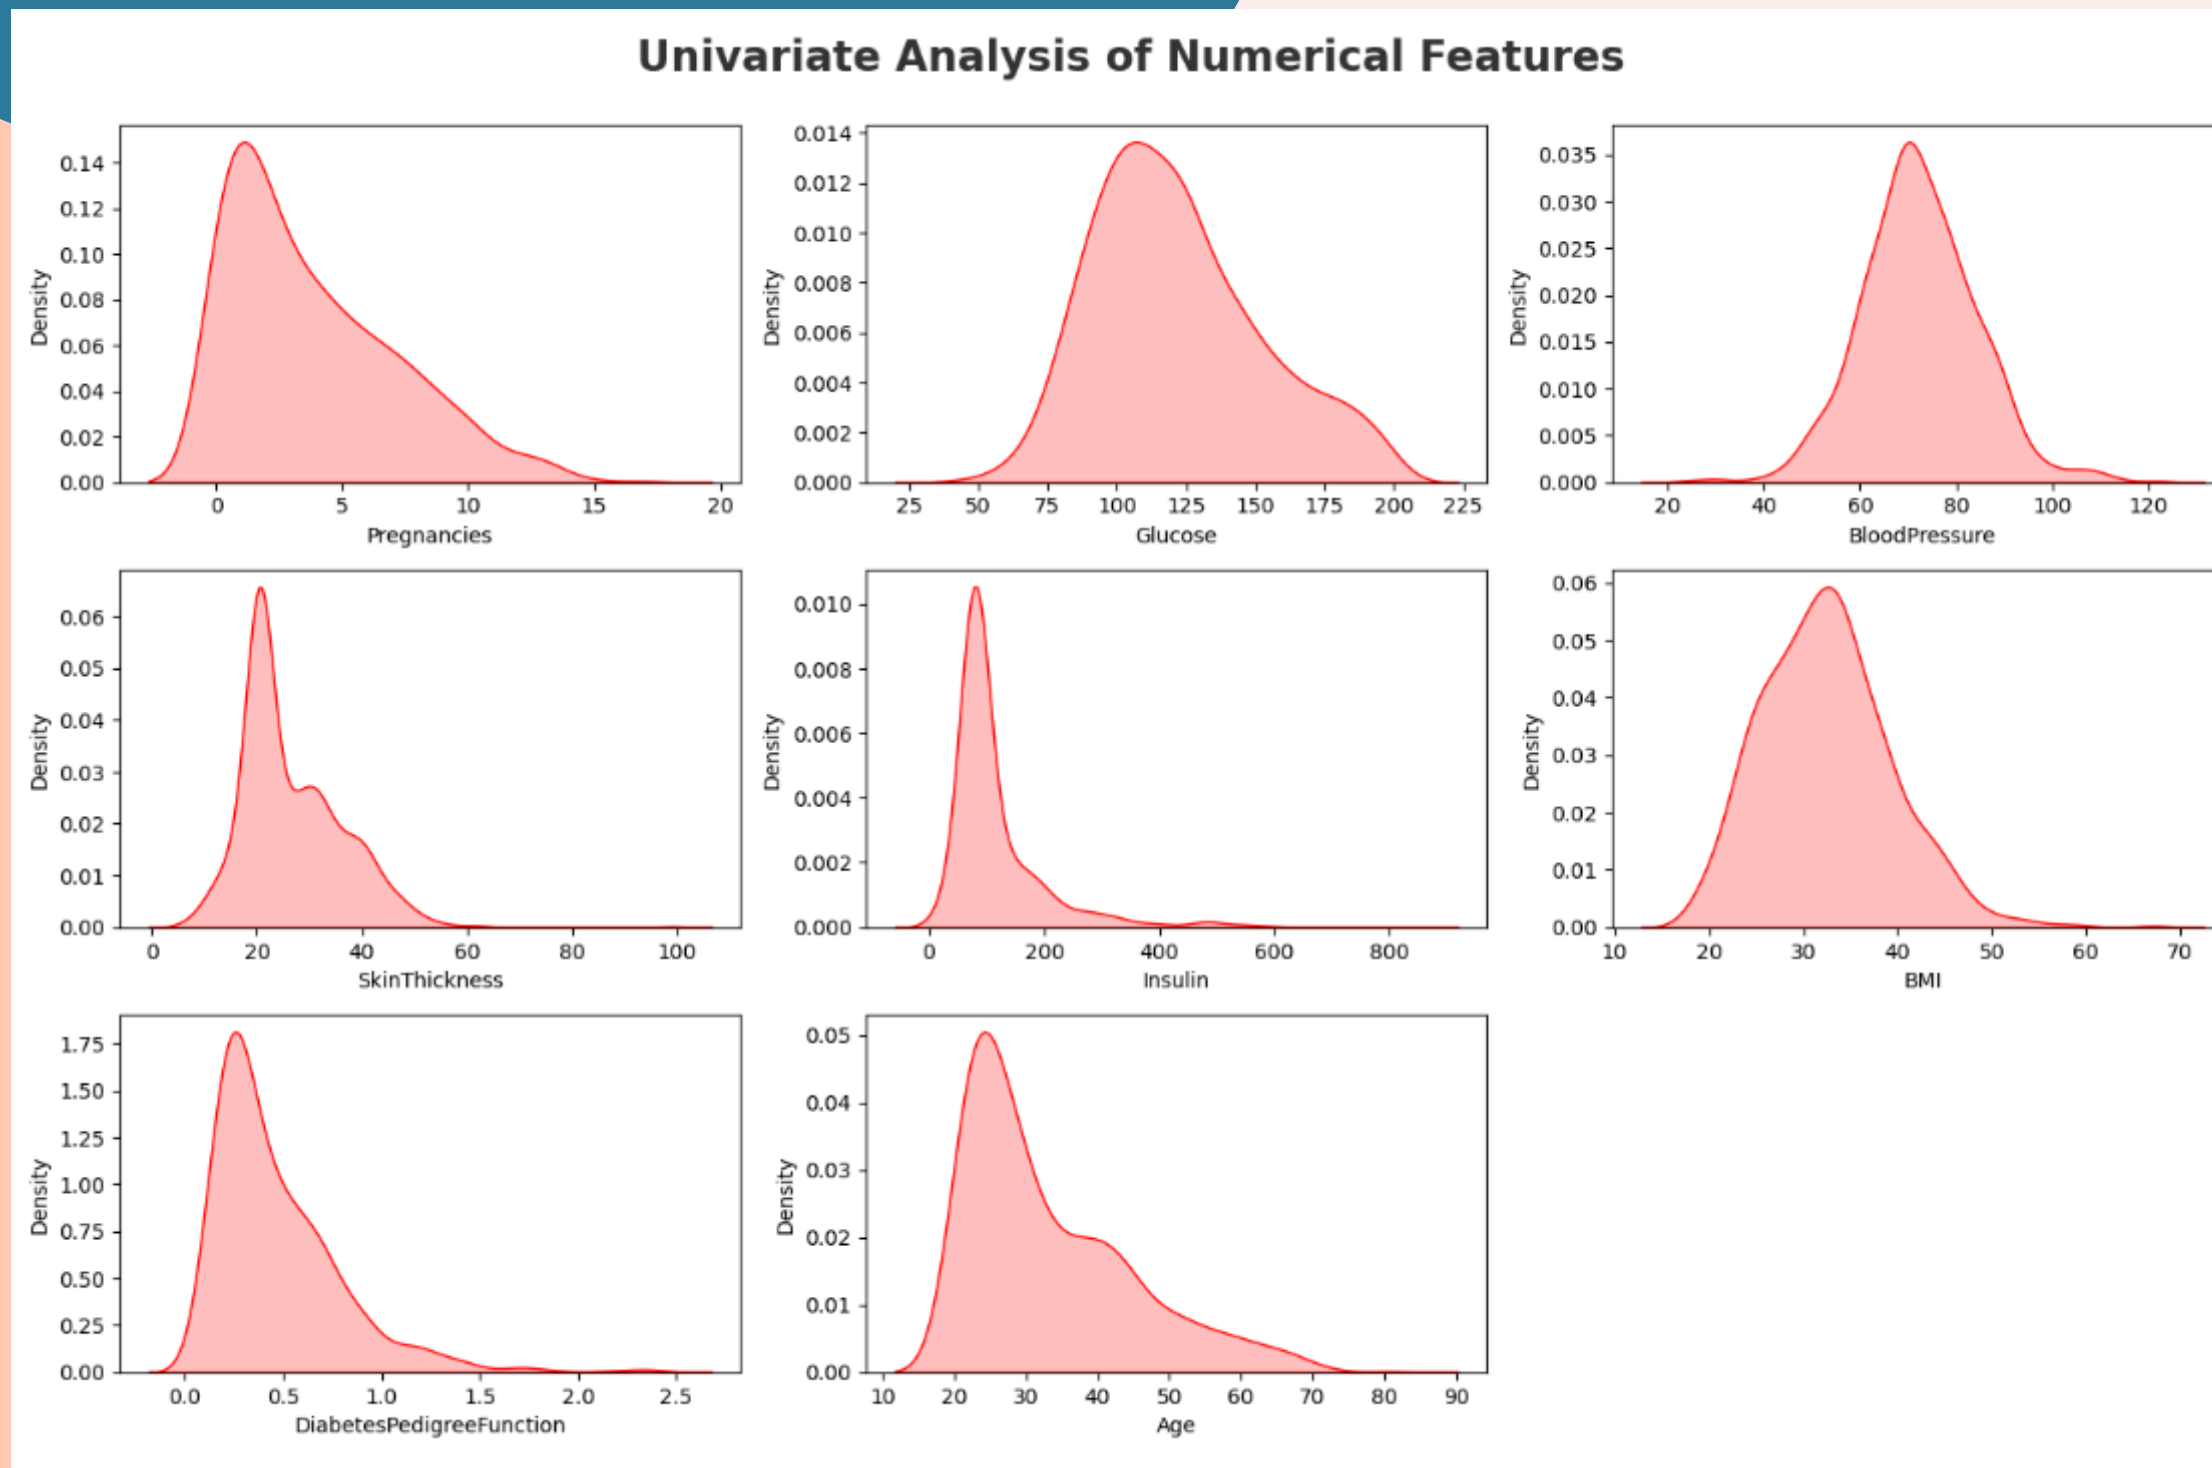 Univariate Analysis of Numerical Features
0.14
0.12
0.10
0.08
0.06
0.04
0.02
0.00
Density
0 5 10 15 20
Pregnancies
0.014
0.012
0.010
0.008
0.006
0.004
0.002
0.000
Density
25 50 75 100 125 150 175 200 225
Glucose
0.035
0.030
0.025
0.020
0.015
0.010
0.005
0.000
Density
20 40 60 80 100 120
BloodPressure
0.06
0.05
0.04
0.03
0.02
0.01
0.00
Density
0 20 40 60 80 100
SkinThickness
0.010
0.008
0.006
0.004
0.002
0.000
Density
0 200 400 600 800
Insulin
0.06
0.05
0.04
0.03
0.02
0.01
0.00
Density
10 20 30 40 50 60 70
BMI
1.75
1.50
1.25
1.00
0.75
0.50
0.25
0.00
Density
0.0 0.5 1.0 1.5 2.0 2.5
DiabetesPedigreeFunction
0.05
0.04
0.03
0.02
0.01
0.00
Density
10 20 30 40 50 60 70 80 90
Age